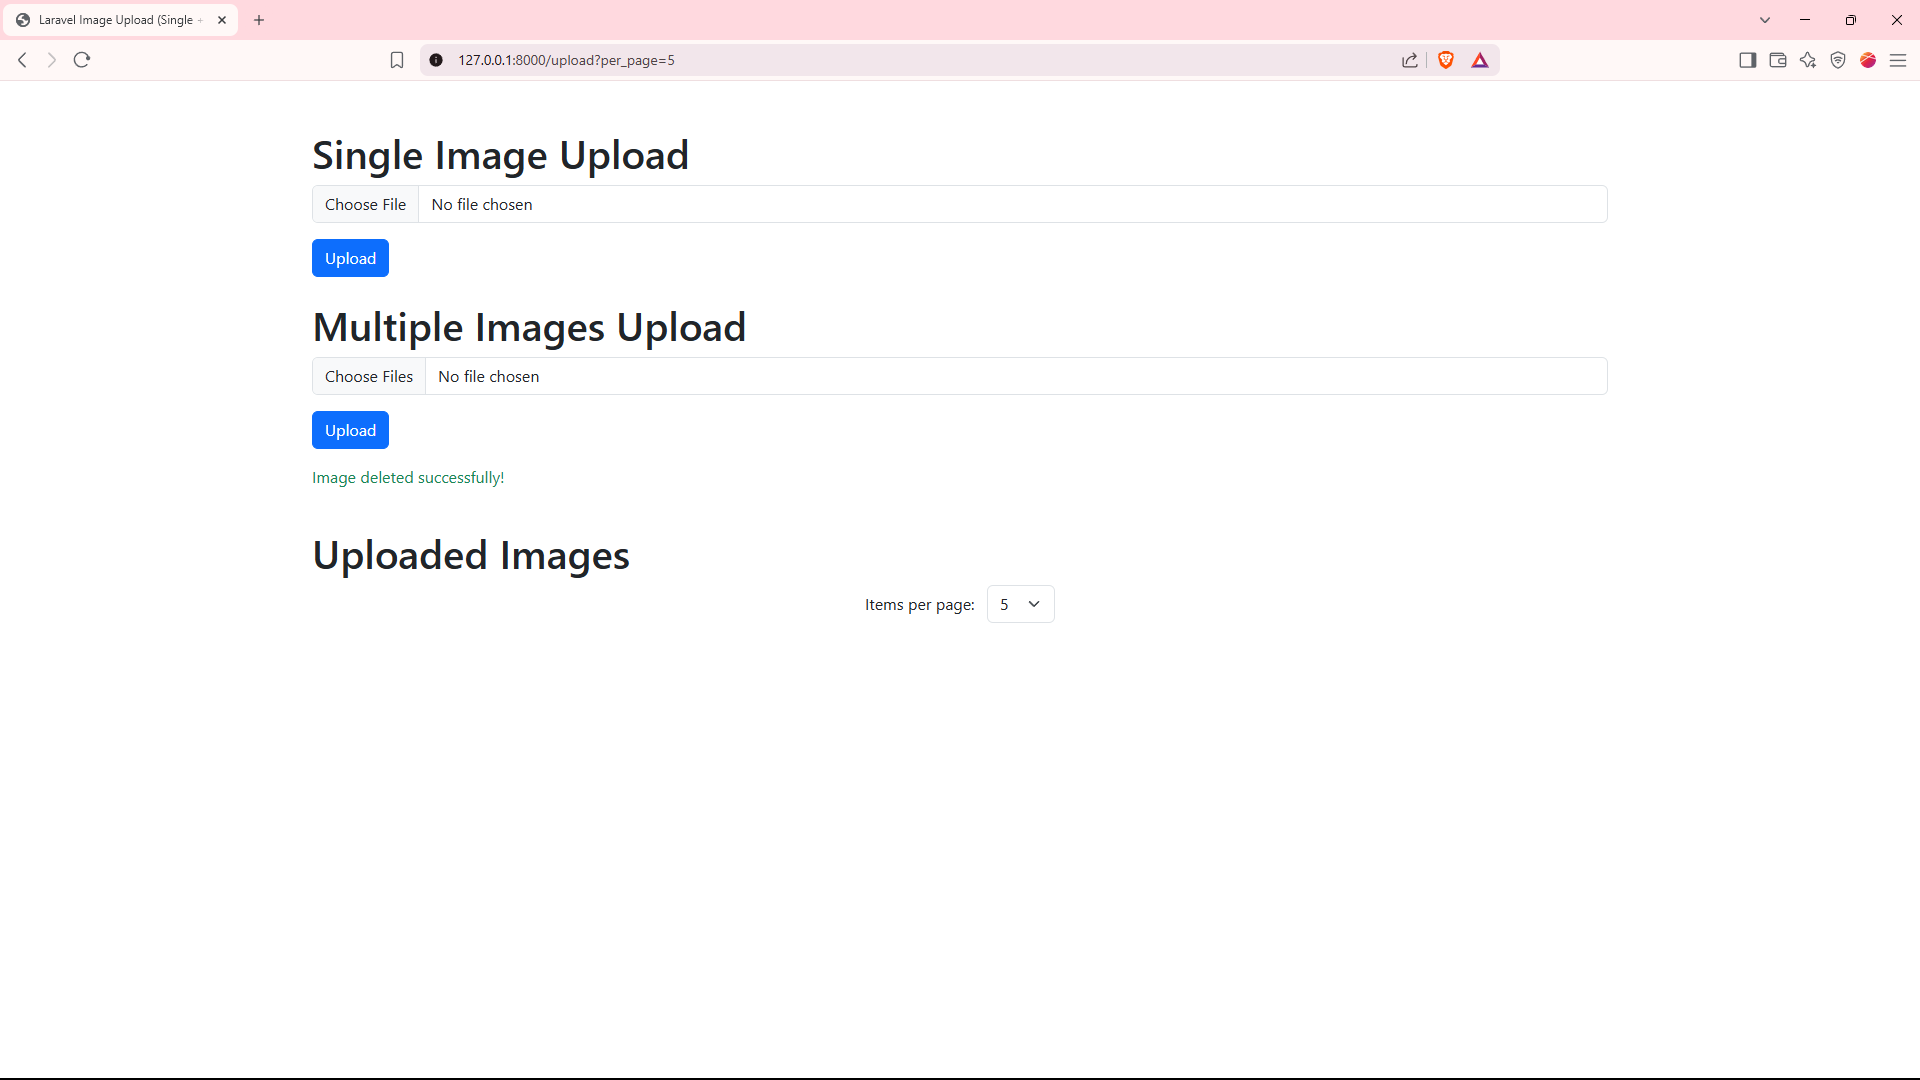 Laravel Image Upload (Single +
127.0.0.1:8000/upload?per_page=5
Single Image Upload
Choose File No file chosen
Upload
Multiple Images Upload
Choose Files No file chosen
Upload
Image deleted successfully!
Uploaded Images
Items per page: 5